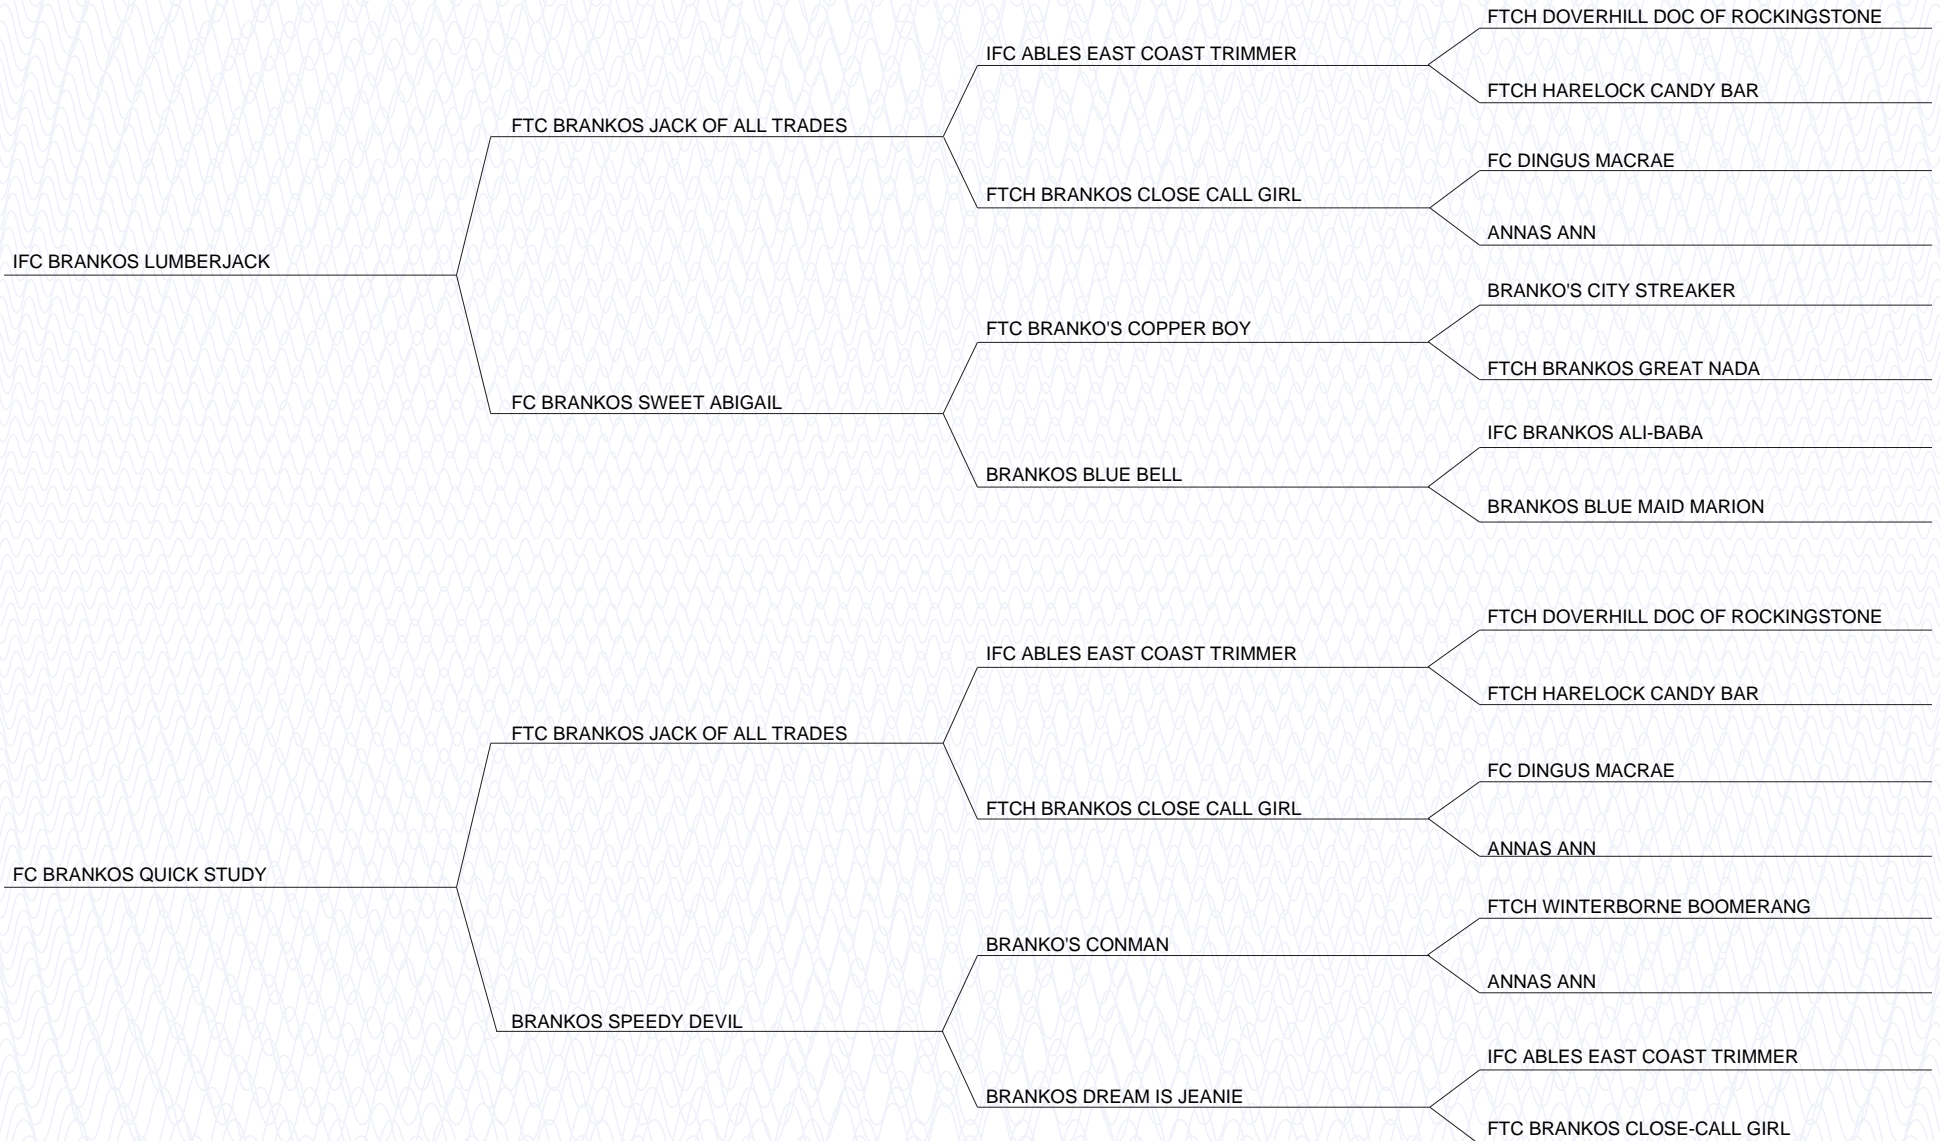 FTCH DOVERHILL DOC OF ROCKINGSTONE
IFC ABLES EAST COAST TRIMMER
FTCH HARELOCK CANDY BAR
FTC BRANKOS JACK OF ALL TRADES
FC DINGUS MACRAE
FTCH BRANKOS CLOSE CALL GIRL
ANNAS ANN
IFC BRANKOS LUMBERJACK
BRANKO'S CITY STREAKER
FTC BRANKO'S COPPER BOY
FTCH BRANKOS GREAT NADA
FC BRANKOS SWEET ABIGAIL
IFC BRANKOS ALI-BABA
BRANKOS BLUE BELL
BRANKOS BLUE MAID MARION
FTCH DOVERHILL DOC OF ROCKINGSTONE
IFC ABLES EAST COAST TRIMMER
FTCH HARELOCK CANDY BAR
FTC BRANKOS JACK OF ALL TRADES
FC DINGUS MACRAE
FTCH BRANKOS CLOSE CALL GIRL
ANNAS ANN
FC BRANKOS QUICK STUDY
FTCH WINTERBORNE BOOMERANG
BRANKO'S CONMAN
ANNAS ANN
BRANKOS SPEEDY DEVIL
IFC ABLES EAST COAST TRIMMER
BRANKOS DREAM IS JEANIE
FTC BRANKOS CLOSE-CALL GIRL